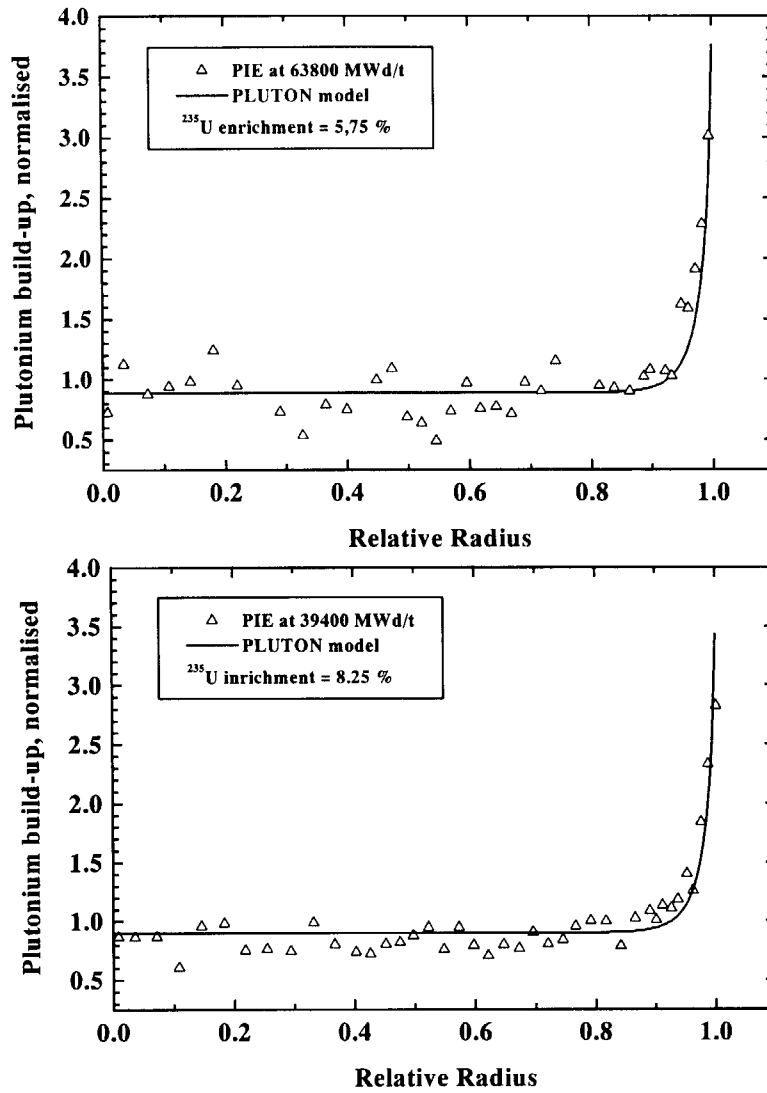 4.0
3.5
3.0
2.5
2.0
1.5
1.0
0.5
Plutonium build-up, normalised
PIE at 63800 MWd/t
PLUTON model
²³⁵U enrichment = 5,75 %
0.0 0.2 0.4 0.6 0.8 1.0
Relative Radius
4.0
3.5
3.0
2.5
2.0
1.5
1.0
0.5
Plutonium build-up, normalised
PIE at 39400 MWd/t
PLUTON model
²³⁵U inrichment = 8.25 %
0.0 0.2 0.4 0.6 0.8 1.0
Relative Radius